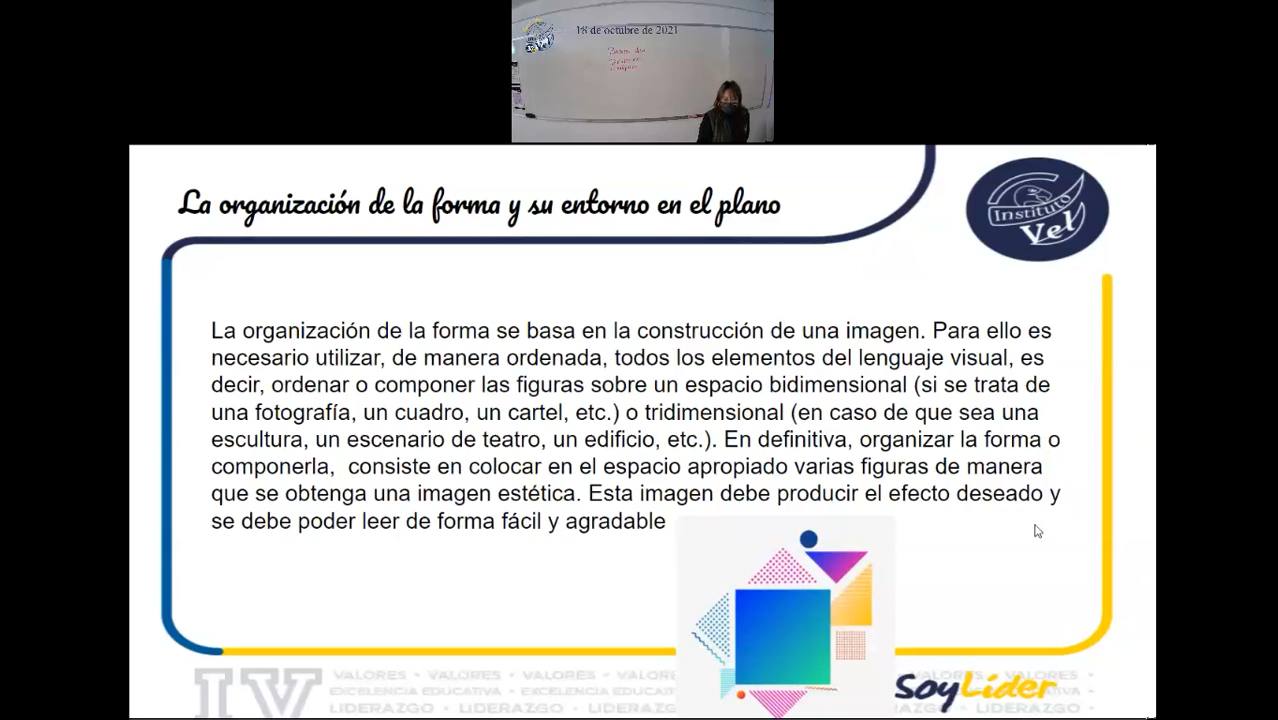 18 de octubre de 2021
La organización de la forma y su entorno en el plano
Instituto
Vel
La organización de la forma se basa en la construcción de una imagen. Para ello es
necesario utilizar, de manera ordenada, todos los elementos del lenguaje visual, es
decir, ordenar o componer las figuras sobre un espacio bidimensional (si se trata de
una fotografía, un cuadro, un cartel, etc.) o tridimensional (en caso de que sea una
escultura, un escenario de teatro, un edificio, etc.). En definitiva, organizar la forma o
componerla, consiste en colocar en el espacio apropiado varias figuras de manera
que se obtenga una imagen estética. Esta imagen debe producir el efecto deseado y
se debe poder leer de forma fácil y agradable
IV
VALORES - VALORES - VALORES - VALORES - VALORES -
EXCELENCIA EDUCATIVA - EXCELENCIA EDUCAT
LIDERAZGO - LIDERAZGO - LIDERAZGO
SoyLíder